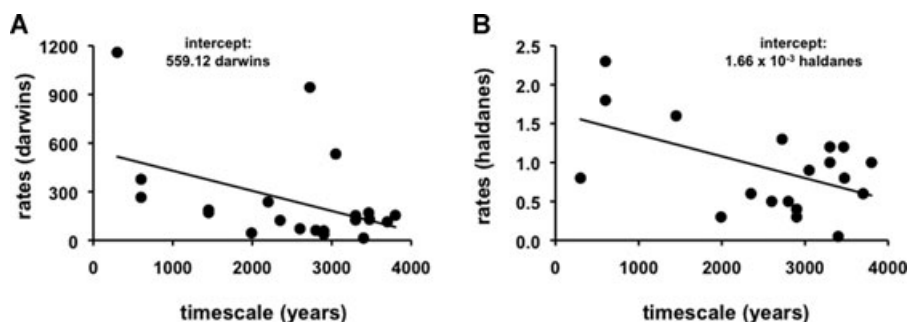 A
intercept:
559.12 darwins
rates (darwins)
1200
900
600
300
0
0 1000 2000 3000 4000
timescale (years)
B
intercept:
1.66 x 10⁻³ haldanes
rates (haldanes)
2.5
2.0
1.5
1.0
0.5
0.0
0 1000 2000 3000 4000
timescale (years)